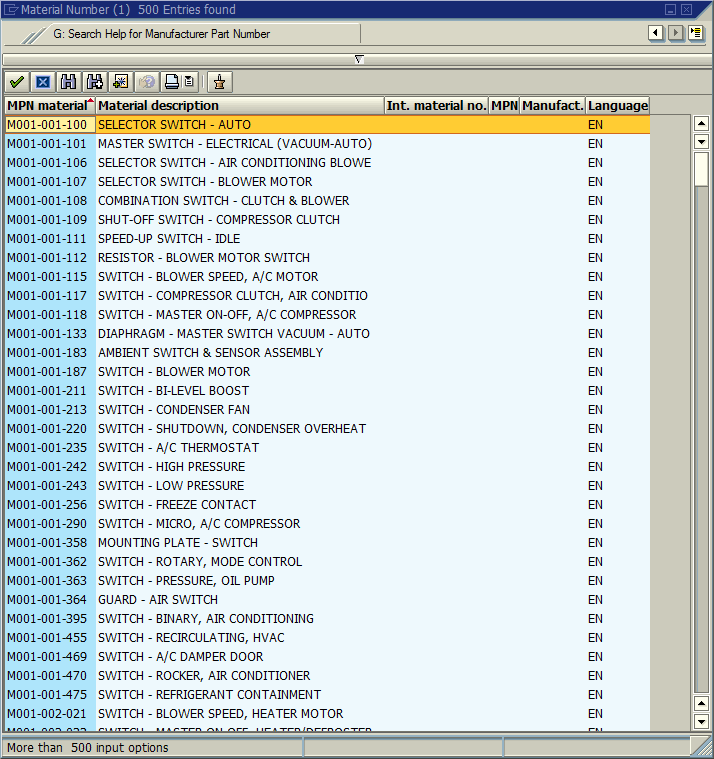 Material Number (1)  500 Entries found
G: Search Help for Manufacturer Part Number
MPN material Material description Int. material no. MPN Manufact. Language
M001-001-100 SELECTOR SWITCH - AUTO EN
M001-001-101 MASTER SWITCH - ELECTRICAL (VACUUM-AUTO) EN
M001-001-106 SELECTOR SWITCH - AIR CONDITIONING BLOWE EN
M001-001-107 SELECTOR SWITCH - BLOWER MOTOR EN
M001-001-108 COMBINATION SWITCH - CLUTCH & BLOWER EN
M001-001-109 SHUT-OFF SWITCH - COMPRESSOR CLUTCH EN
M001-001-111 SPEED-UP SWITCH - IDLE EN
M001-001-112 RESISTOR - BLOWER MOTOR SWITCH EN
M001-001-115 SWITCH - BLOWER SPEED, A/C MOTOR EN
M001-001-117 SWITCH - COMPRESSOR CLUTCH, AIR CONDITIO EN
M001-001-118 SWITCH - MASTER ON-OFF, A/C COMPRESSOR EN
M001-001-133 DIAPHRAGM - MASTER SWITCH VACUUM - AUTO EN
M001-001-183 AMBIENT SWITCH & SENSOR ASSEMBLY EN
M001-001-187 SWITCH - BLOWER MOTOR EN
M001-001-211 SWITCH - BI-LEVEL BOOST EN
M001-001-213 SWITCH - CONDENSER FAN EN
M001-001-220 SWITCH - SHUTDOWN, CONDENSER OVERHEAT EN
M001-001-235 SWITCH - A/C THERMOSTAT EN
M001-001-242 SWITCH - HIGH PRESSURE EN
M001-001-243 SWITCH - LOW PRESSURE EN
M001-001-256 SWITCH - FREEZE CONTACT EN
M001-001-290 SWITCH - MICRO, A/C COMPRESSOR EN
M001-001-358 MOUNTING PLATE - SWITCH EN
M001-001-362 SWITCH - ROTARY, MODE CONTROL EN
M001-001-363 SWITCH - PRESSURE, OIL PUMP EN
M001-001-364 GUARD - AIR SWITCH EN
M001-001-395 SWITCH - BINARY, AIR CONDITIONING EN
M001-001-455 SWITCH - RECIRCULATING, HVAC EN
M001-001-469 SWITCH - A/C DAMPER DOOR EN
M001-001-470 SWITCH - ROCKER, AIR CONDITIONER EN
M001-001-475 SWITCH - REFRIGERANT CONTAINMENT EN
M001-002-021 SWITCH - BLOWER SPEED, HEATER MOTOR EN
SWITCH - MASTER ON-OFF, HEATER/DEFROSTER EN
More than  500 input options